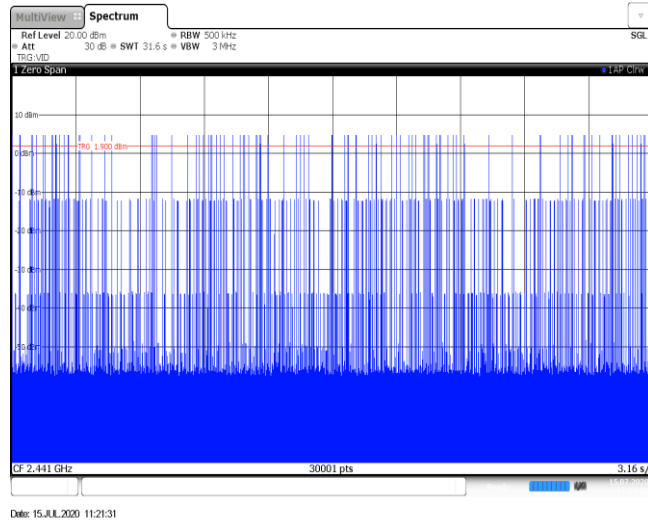 MultiView Spectrum
Ref Level 20.00 dBm RBW 500 kHz SGL
Att 30 dB SWT 31.6 s VBW 3 MHz
TRG:VID
1 Zero Span 1AP Clrw
10 dBm
TRG 1.900 dBm
0 dBm
-10 dBm
-20 dBm
-30 dBm
-40 dBm
-50 dBm
CF 2.441 GHz 30001 pts 3.16 s/
15.07.2020
Date: 15.JUL.2020 11:21:31